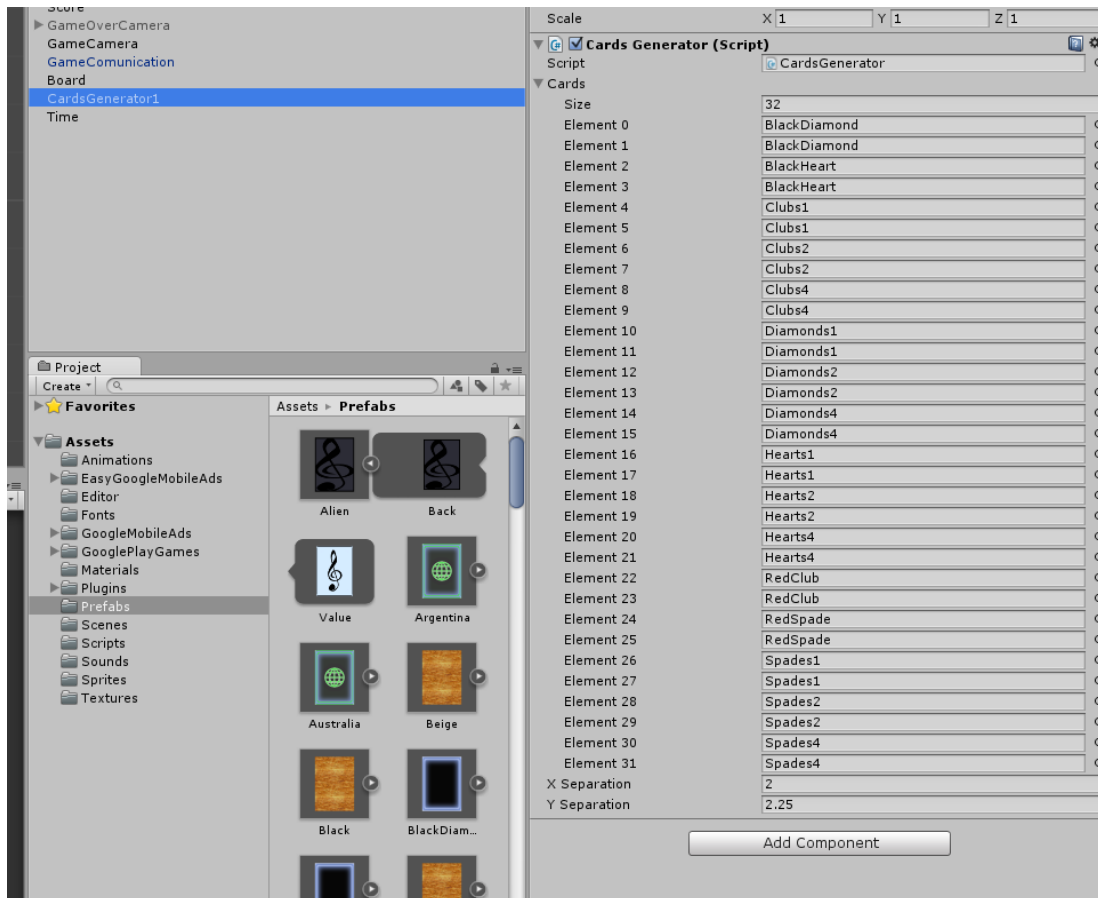 Score
GameOverCamera
GameCamera
GameComunication
Board
CardsGenerator1
Time
Project
Create
Favorites
Assets
Animations
EasyGoogleMobileAds
Editor
Fonts
GoogleMobileAds
GooglePlayGames
Materials
Plugins
Prefabs
Scenes
Scripts
Sounds
Sprites
Textures
Assets Prefabs
Alien Back
Value Argentina
Australia Beige
Black BlackDiam...
Scale X 1 Y 1 Z 1
Cards Generator (Script)
Script CardsGenerator
Cards
Size 32
Element 0 BlackDiamond
Element 1 BlackDiamond
Element 2 BlackHeart
Element 3 BlackHeart
Element 4 Clubs1
Element 5 Clubs1
Element 6 Clubs2
Element 7 Clubs2
Element 8 Clubs4
Element 9 Clubs4
Element 10 Diamonds1
Element 11 Diamonds1
Element 12 Diamonds2
Element 13 Diamonds2
Element 14 Diamonds4
Element 15 Diamonds4
Element 16 Hearts1
Element 17 Hearts1
Element 18 Hearts2
Element 19 Hearts2
Element 20 Hearts4
Element 21 Hearts4
Element 22 RedClub
Element 23 RedClub
Element 24 RedSpade
Element 25 RedSpade
Element 26 Spades1
Element 27 Spades1
Element 28 Spades2
Element 29 Spades2
Element 30 Spades4
Element 31 Spades4
X Separation 2
Y Separation 2.25
Add Component